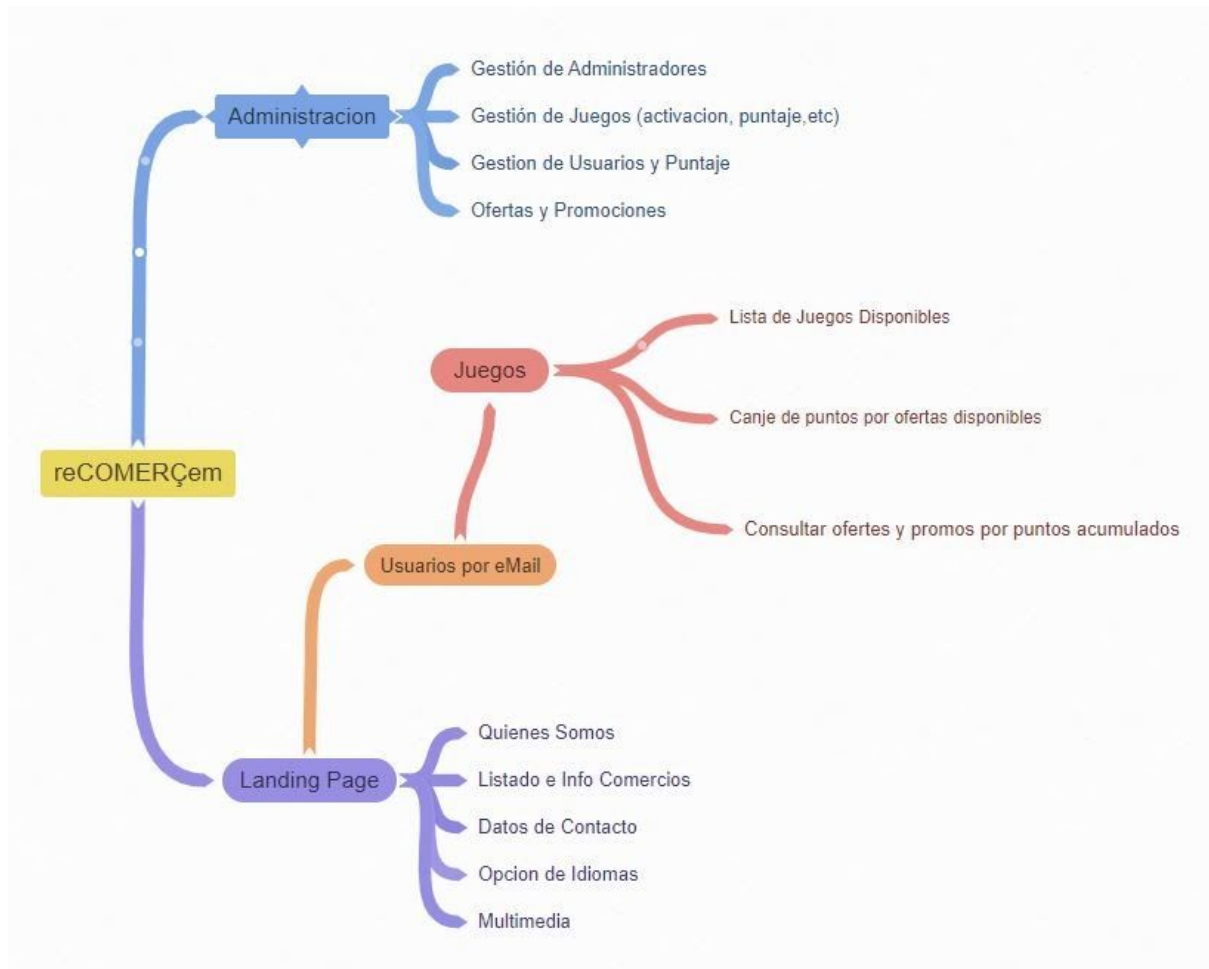 Gestión de Administradores
Administracion
Gestión de Juegos (activacion, puntaje,etc)
Gestion de Usuarios y Puntaje
Ofertas y Promociones
Lista de Juegos Disponibles
Juegos
Canje de puntos por ofertas disponibles
reCOMERÇem
Consultar ofertes y promos por puntos acumulados
Usuarios por eMail
Quienes Somos
Landing Page
Listado e Info Comercios
Datos de Contacto
Opcion de Idiomas
Multimedia